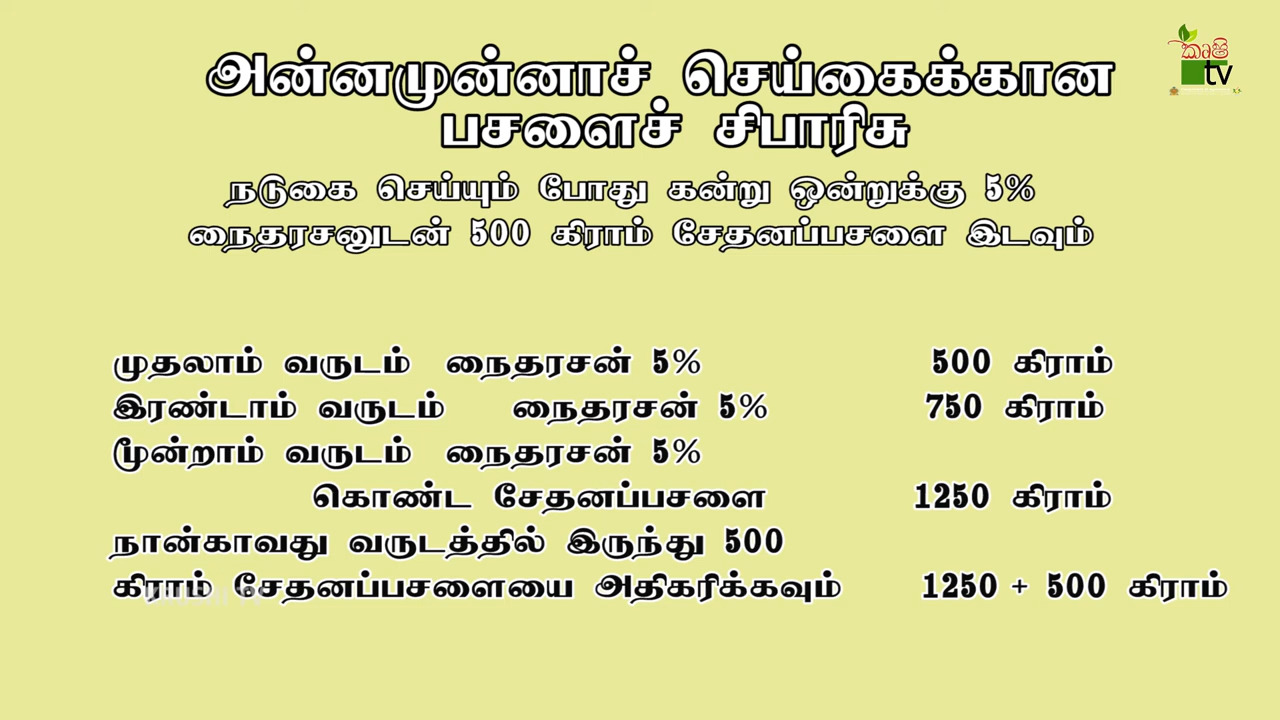 කෘෂි
tv
அன்னமுன்னாச் செய்கைக்கான
பசளைச் சிபாரிசு
நடுகை செய்யும் போது கன்று ஒன்றுக்கு 5%
நைதரசனுடன் 500 கிராம் சேதனப்பசளை இடவும்
முதலாம் வருடம் நைதரசன் 5% 500 கிராம்
இரண்டாம் வருடம் நைதரசன் 5% 750 கிராம்
மூன்றாம் வருடம் நைதரசன் 5%
கொண்ட சேதனப்பசளை 1250 கிராம்
நான்காவது வருடத்தில் இருந்து 500
கிராம் சேதனப்பசளையை அதிகரிக்கவும் 1250 + 500 கிராம்